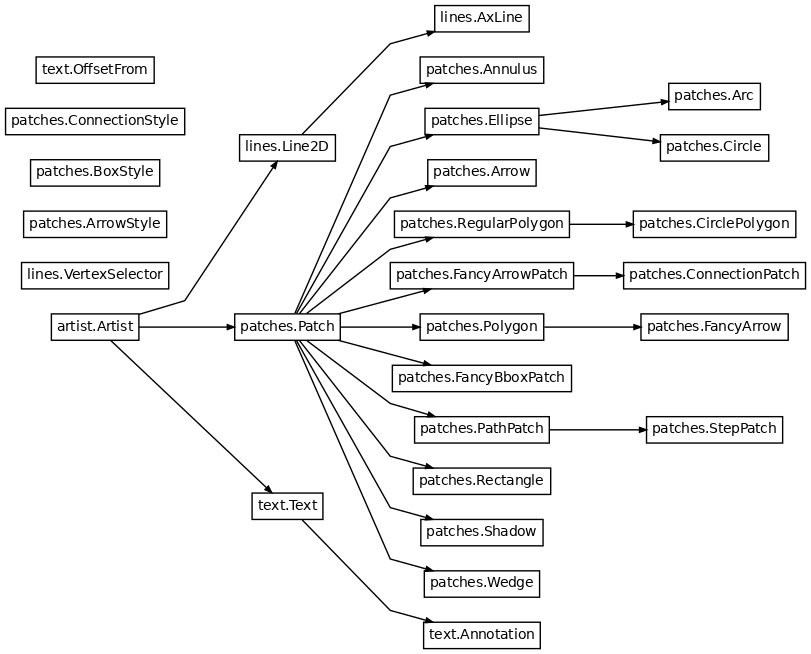 lines.AxLine
text.OffsetFrom
patches.Annulus
patches.Arc
patches.ConnectionStyle
patches.Ellipse
lines.Line2D
patches.Circle
patches.BoxStyle
patches.Arrow
patches.ArrowStyle
patches.RegularPolygon
patches.CirclePolygon
lines.VertexSelector
patches.FancyArrowPatch
patches.ConnectionPatch
artist.Artist
patches.Patch
patches.Polygon
patches.FancyArrow
patches.FancyBboxPatch
patches.PathPatch
patches.StepPatch
patches.Rectangle
text.Text
patches.Shadow
patches.Wedge
text.Annotation